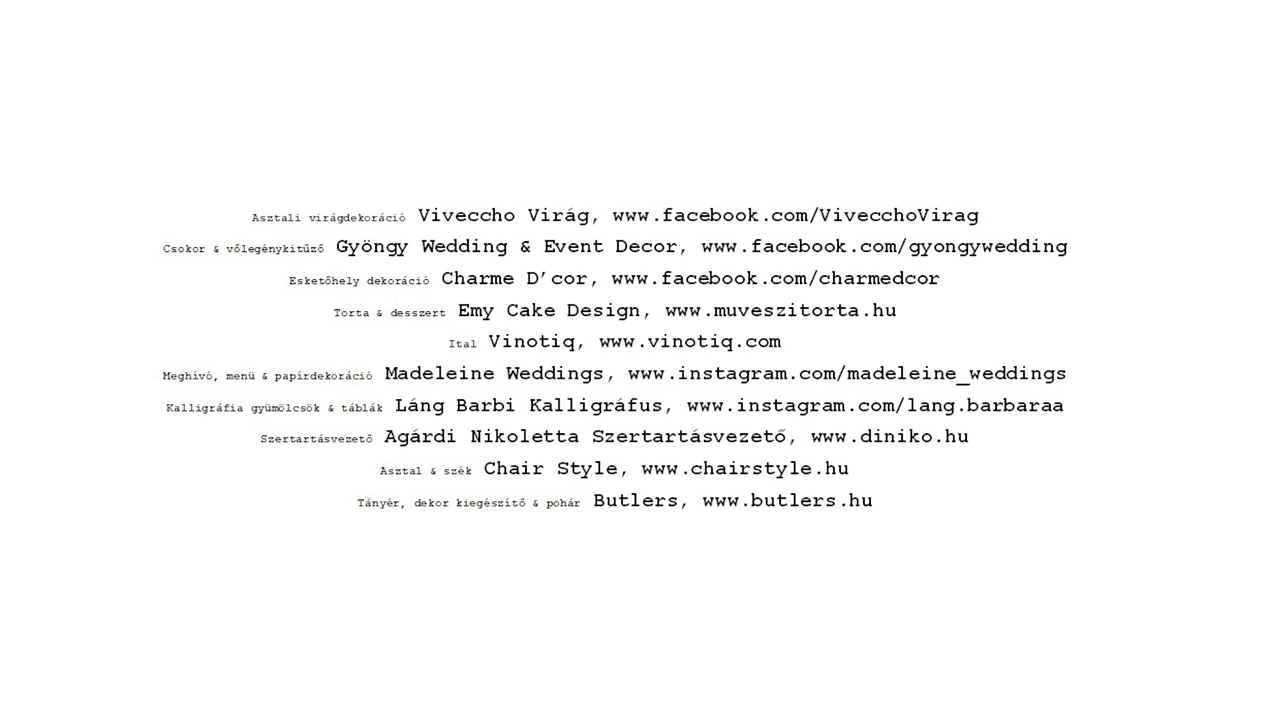 Asztali virágdekoráció Viveccho Virág, www.facebook.com/VivecchoVirag
Csokor & vőlegénykitűző Gyöngy Wedding & Event Decor, www.facebook.com/gyongywedding
Esketőhely dekoráció Charme D’cor, www.facebook.com/charmedcor
Torta & desszert Emy Cake Design, www.muveszitorta.hu
Ital Vinotiq, www.vinotiq.com
Meghívó, menü & papírdekoráció Madeleine Weddings, www.instagram.com/madeleine_weddings
Kalligráfia gyümölcsök & táblák Láng Barbi Kalligráfus, www.instagram.com/lang.barbaraa
Szertartásvezető Agárdi Nikoletta Szertartásvezető, www.diniko.hu
Asztal & szék Chair Style, www.chairstyle.hu
Tányér, dekor kiegészítő & pohár Butlers, www.butlers.hu